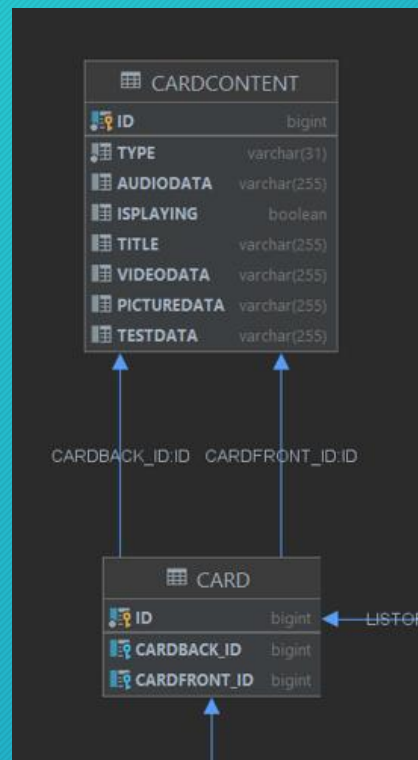 CARDCONTENT
ID bigint
TYPE varchar(31)
AUDIODATA varchar(255)
ISPLAYING boolean
TITLE varchar(255)
VIDEODATA varchar(255)
PICTUREDATA varchar(255)
TESTDATA varchar(255)
CARDBACK_ID:ID CARDFRONT_ID:ID
CARD
ID bigint LISTOF
CARDBACK_ID bigint
CARDFRONT_ID bigint